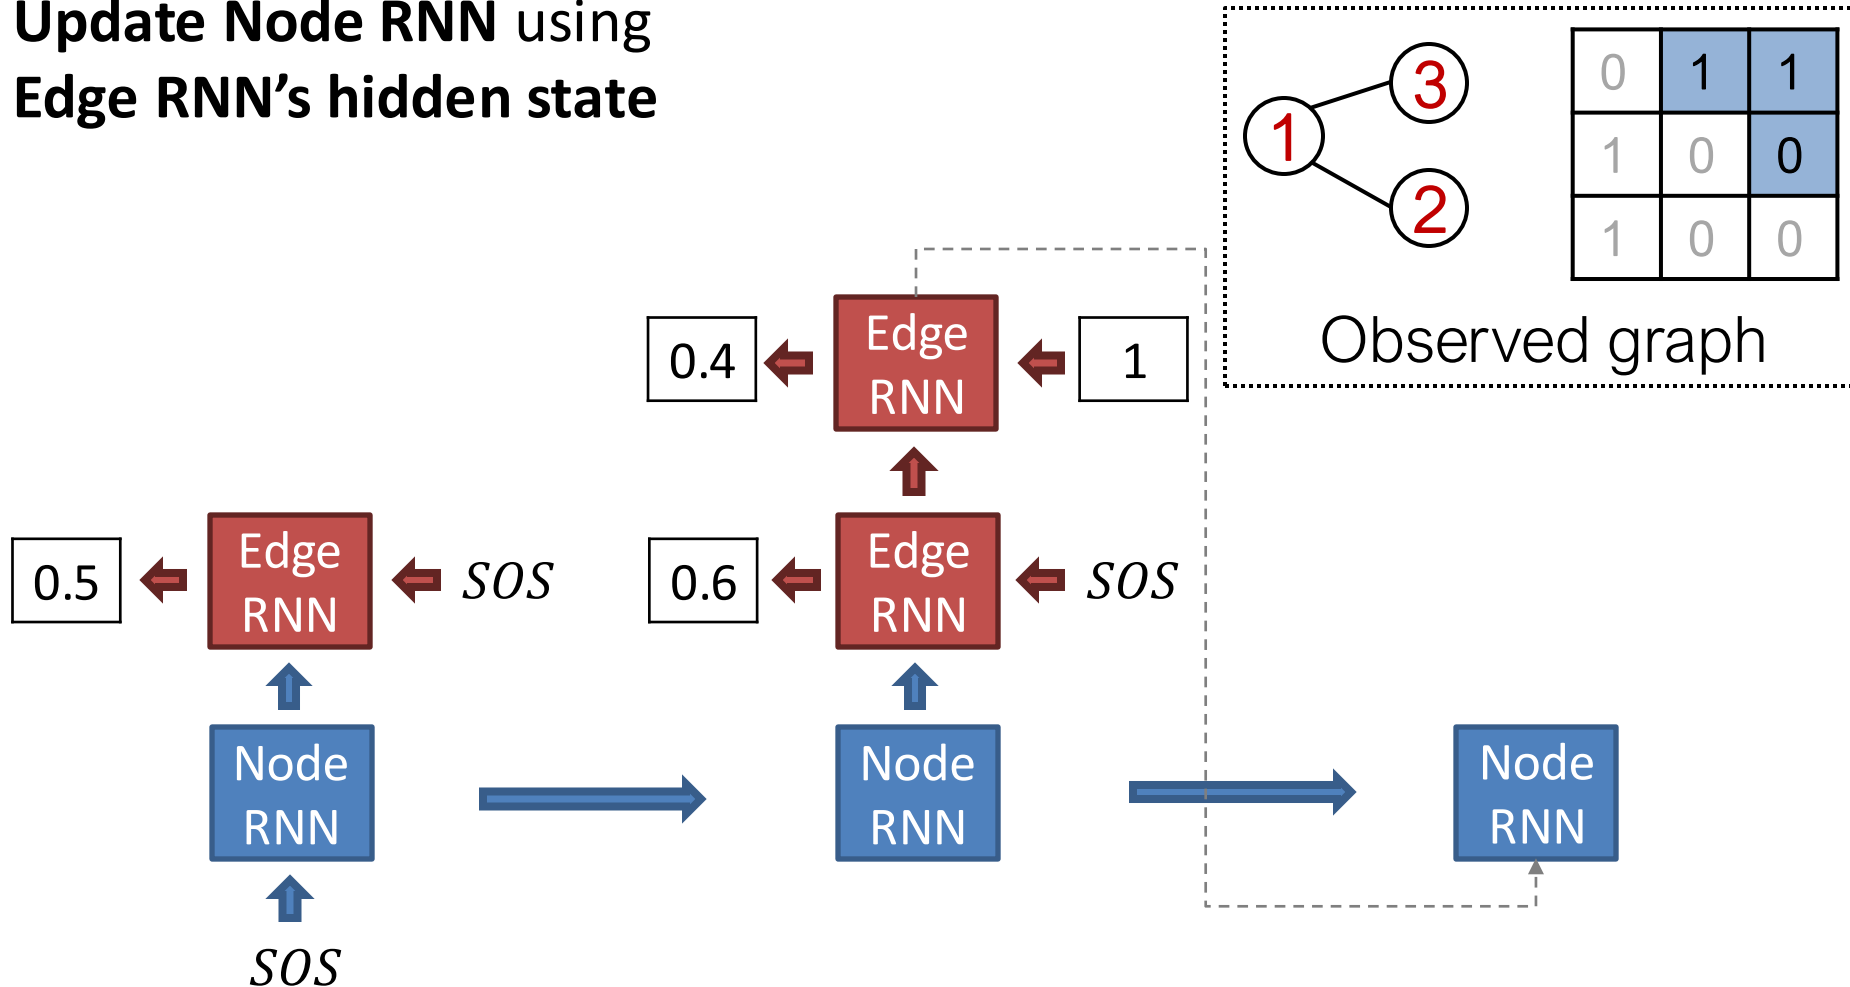 Update Node RNN using
Edge RNN's hidden state
3
1
2
0 1 1
1 0 0
1 0 0
Observed graph
0.4
Edge
RNN
1
0.5
Edge
RNN
SOS
0.6
Edge
RNN
SOS
Node
RNN
Node
RNN
Node
RNN
SOS